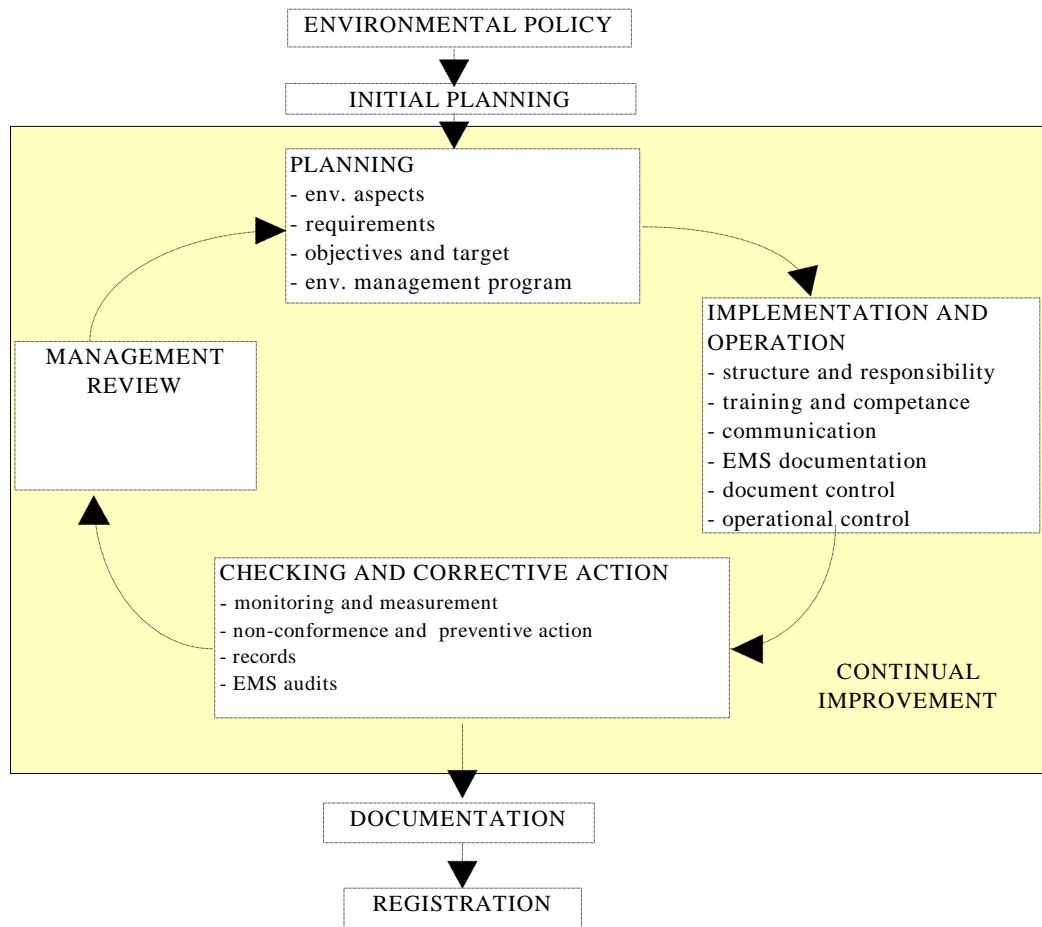 ENVIRONMENTAL POLICY
INITIAL PLANNING
PLANNING
- env. aspects
- requirements
- objectives and target
- env. management program
IMPLEMENTATION AND
OPERATION
- structure and responsibility
- training and competance
- communication
- EMS documentation
- document control
- operational control
MANAGEMENT
REVIEW
CHECKING AND CORRECTIVE ACTION
- monitoring and measurement
- non-conformence and preventive action
- records
- EMS audits
CONTINUAL
IMPROVEMENT
DOCUMENTATION
REGISTRATION